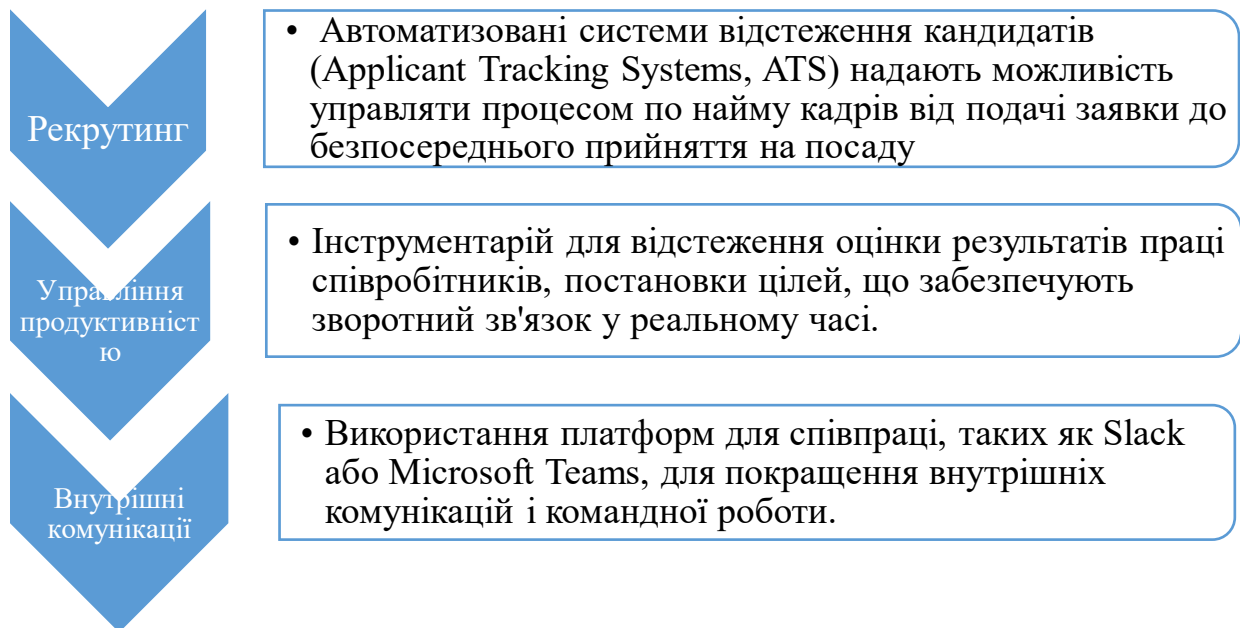 Рекрутинг
• Автоматизовані системи відстеження кандидатів
(Applicant Tracking Systems, ATS) надають можливість
управляти процесом по найму кадрів від подачі заявки до
безпосереднього прийняття на посаду
Управління
продуктивніст
ю
• Інструментарій для відстеження оцінки результатів праці
співробітників, постановки цілей, що забезпечують
зворотний зв'язок у реальному часі.
Внутрішні
комунікації
• Використання платформ для співпраці, таких як Slack
або Microsoft Teams, для покращення внутрішніх
комунікацій і командної роботи.